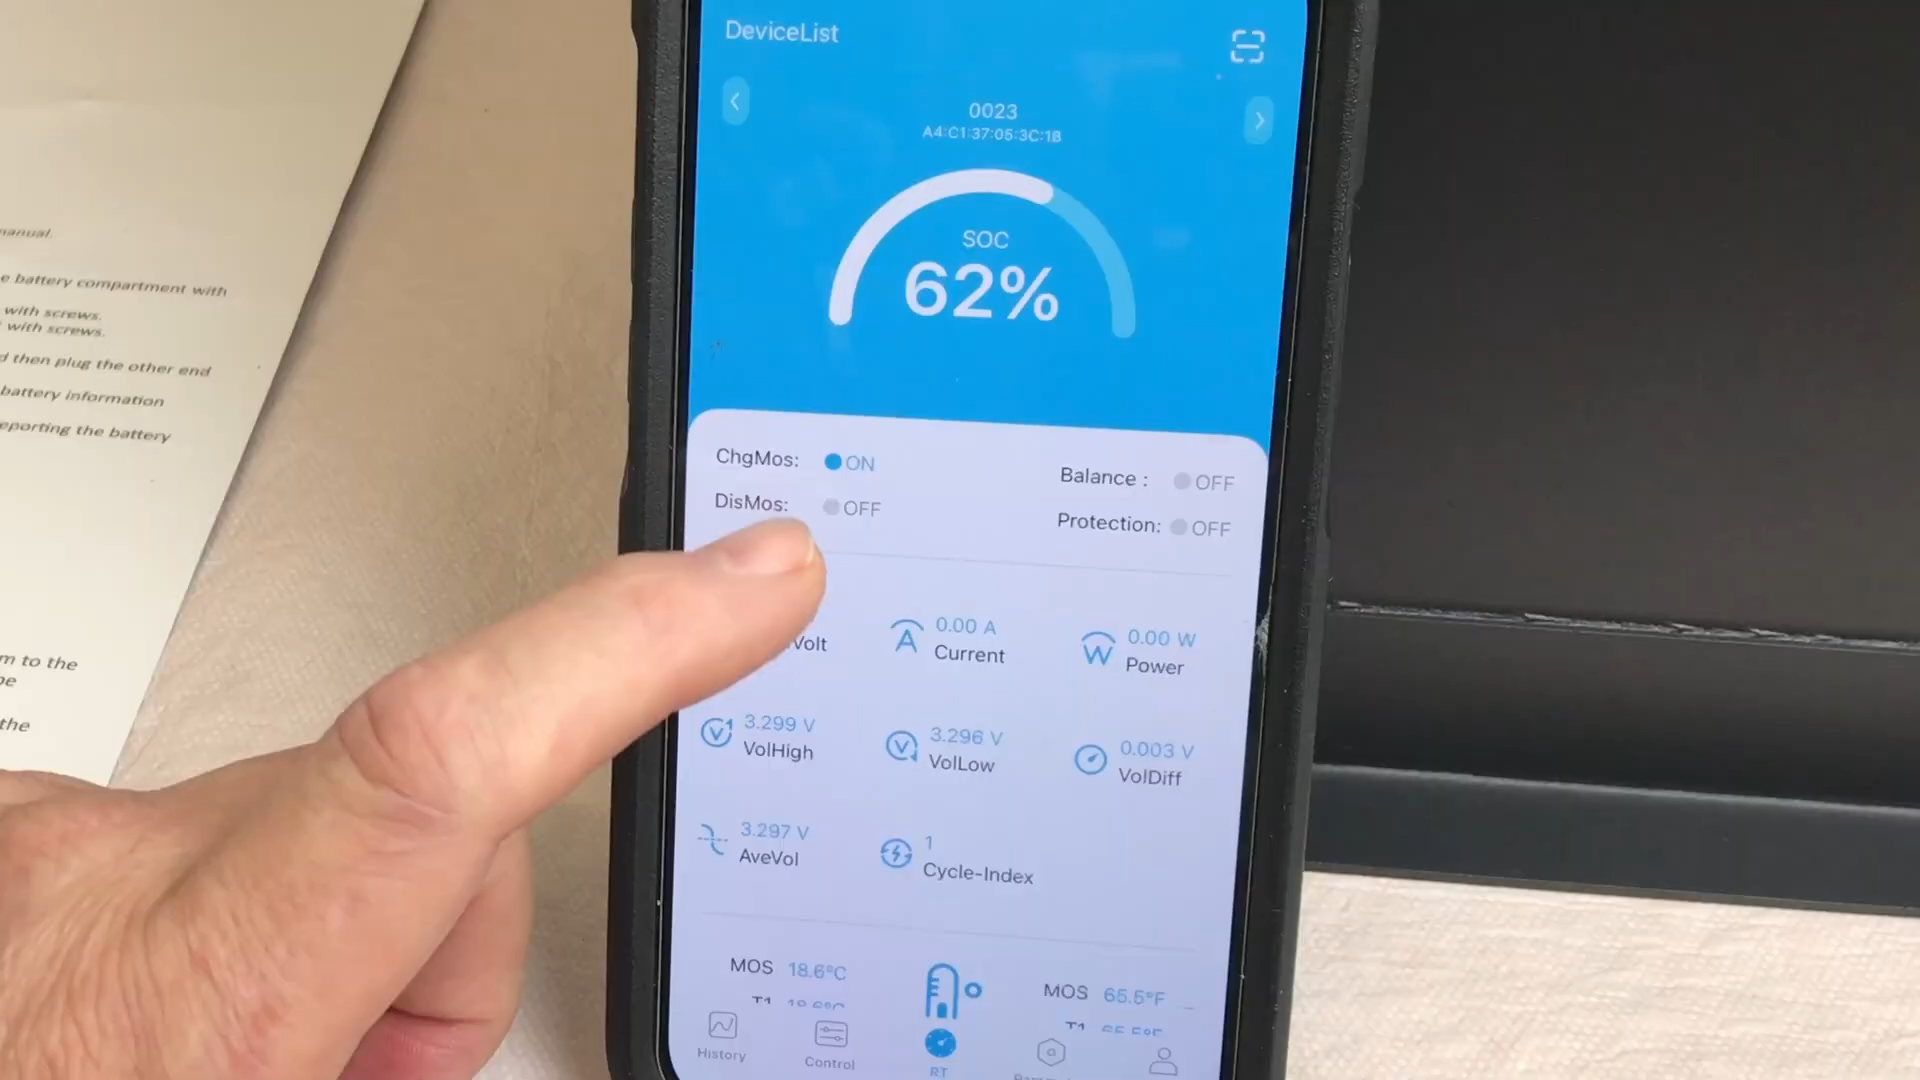 manual.
e battery compartment with
with screws.
with screws.
d then plug the other end
battery information
eporting the battery
m to the
be
the
DeviceList
0023
A4:C1:37:05:3C:1B
SOC
62%
ChgMos: ON
Balance : OFF
DisMos: OFF
Protection: OFF
Volt
0.00 A
Current
0.00 W
Power
3.299 V
VolHigh
3.296 V
VolLow
0.003 V
VolDiff
3.297 V
AveVol
1
Cycle-Index
MOS 18.6°C
MOS 65.5°F
T1
T1
History
Control
RT